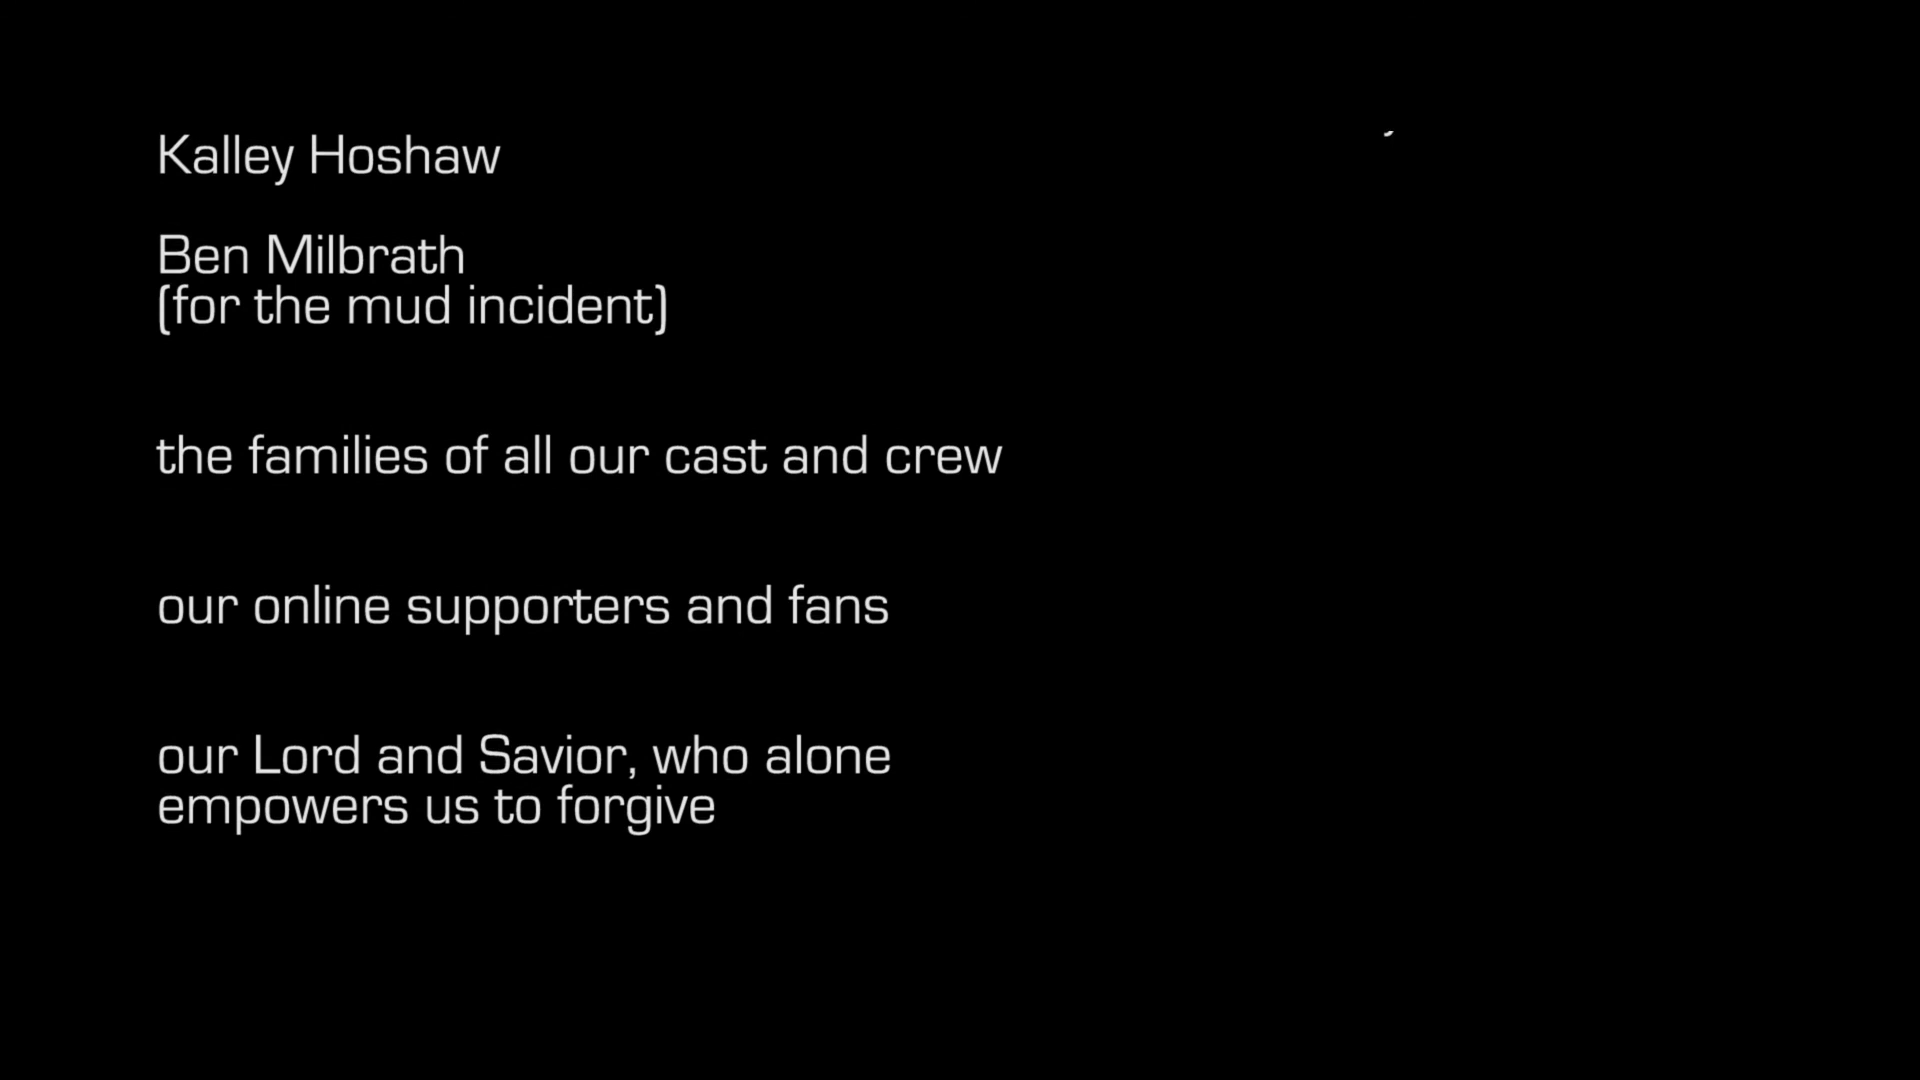 Kalley Hoshaw
Ben Milbrath
(for the mud incident)
the families of all our cast and crew
our online supporters and fans
our Lord and Savior, who alone
empowers us to forgive